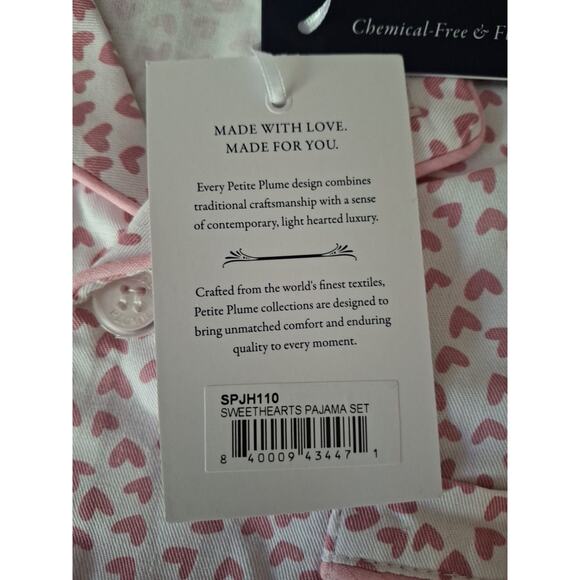 Chemical-Free &
MADE WITH LOVE.
MADE FOR YOU.
Every Petite Plume design combines
traditional craftsmanship with a sense
of contemporary, light hearted luxury.
Crafted from the world's finest textiles,
Petite Plume collections are designed to
bring unmatched comfort and enduring
quality to every moment.
SPJH110
SWEETHEARTS PAJAMA SET
8 40009 43447 1